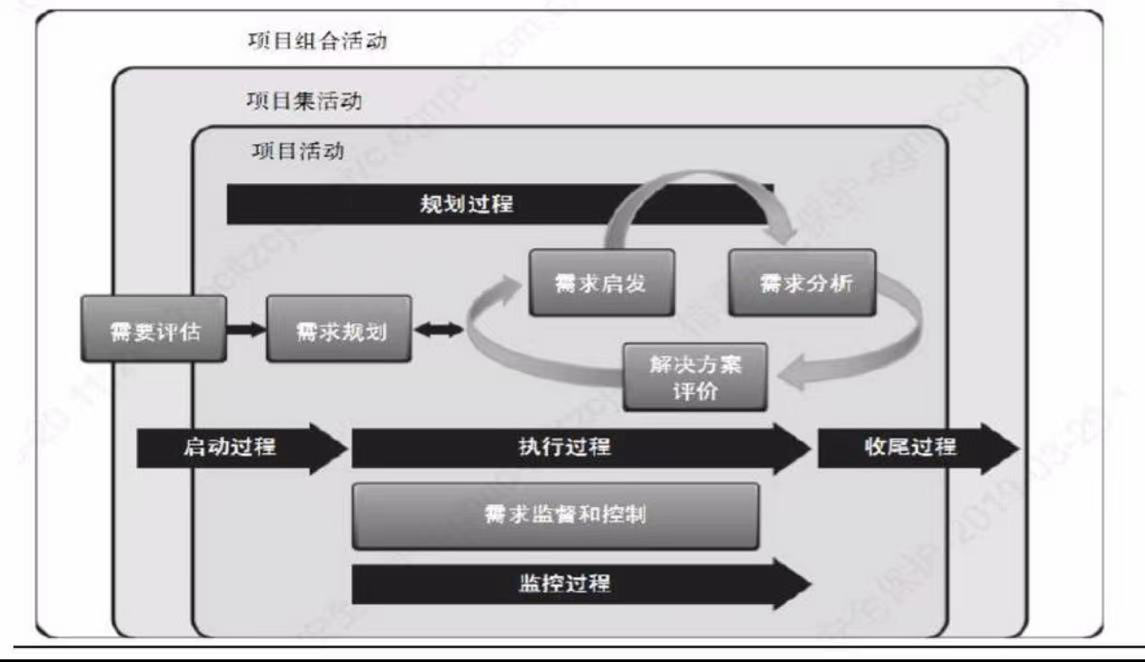 项目组合活动
项目集活动
项目活动
规划过程
需求启发
需求分析
需要评估
需求规划
解决方案
评价
启动过程
执行过程
收尾过程
需求监督和控制
监控过程